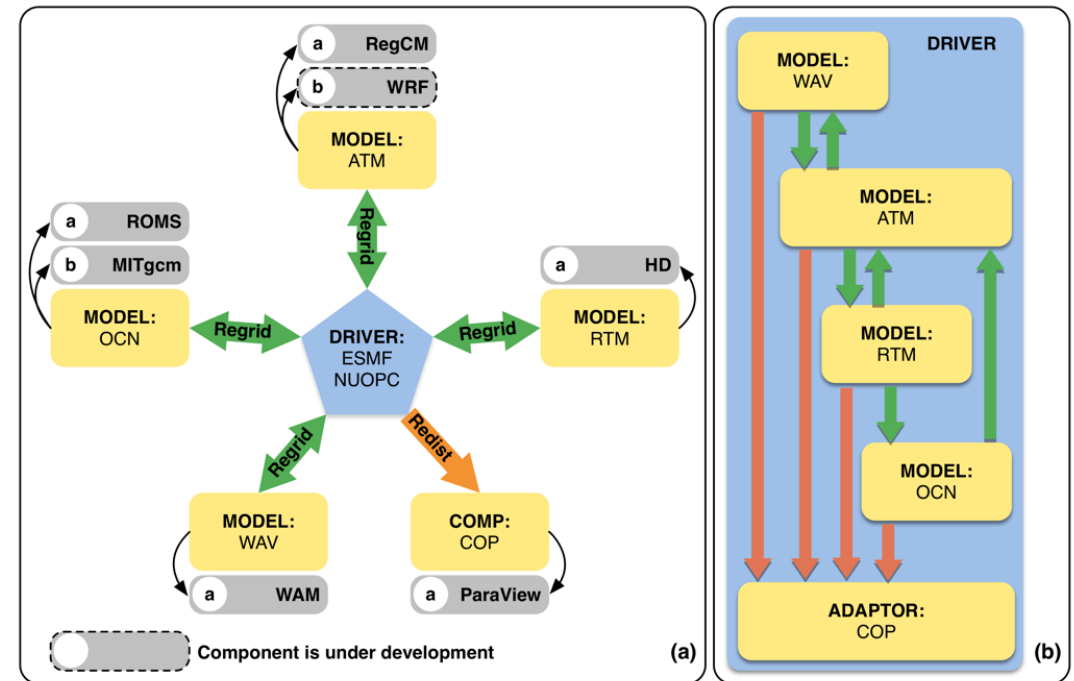 a RegCM
b WRF
MODEL:
ATM
Regrid
a ROMS
b MITgcm
MODEL:
OCN
Regrid
DRIVER:
ESMF
NUOPC
Regrid
a HD
MODEL:
RTM
Regrid
Redist
MODEL:
WAV
a WAM
COMP:
COP
a ParaView
Component is under development
(a)
DRIVER
MODEL:
WAV
MODEL:
ATM
MODEL:
RTM
MODEL:
OCN
ADAPTOR:
COP
(b)